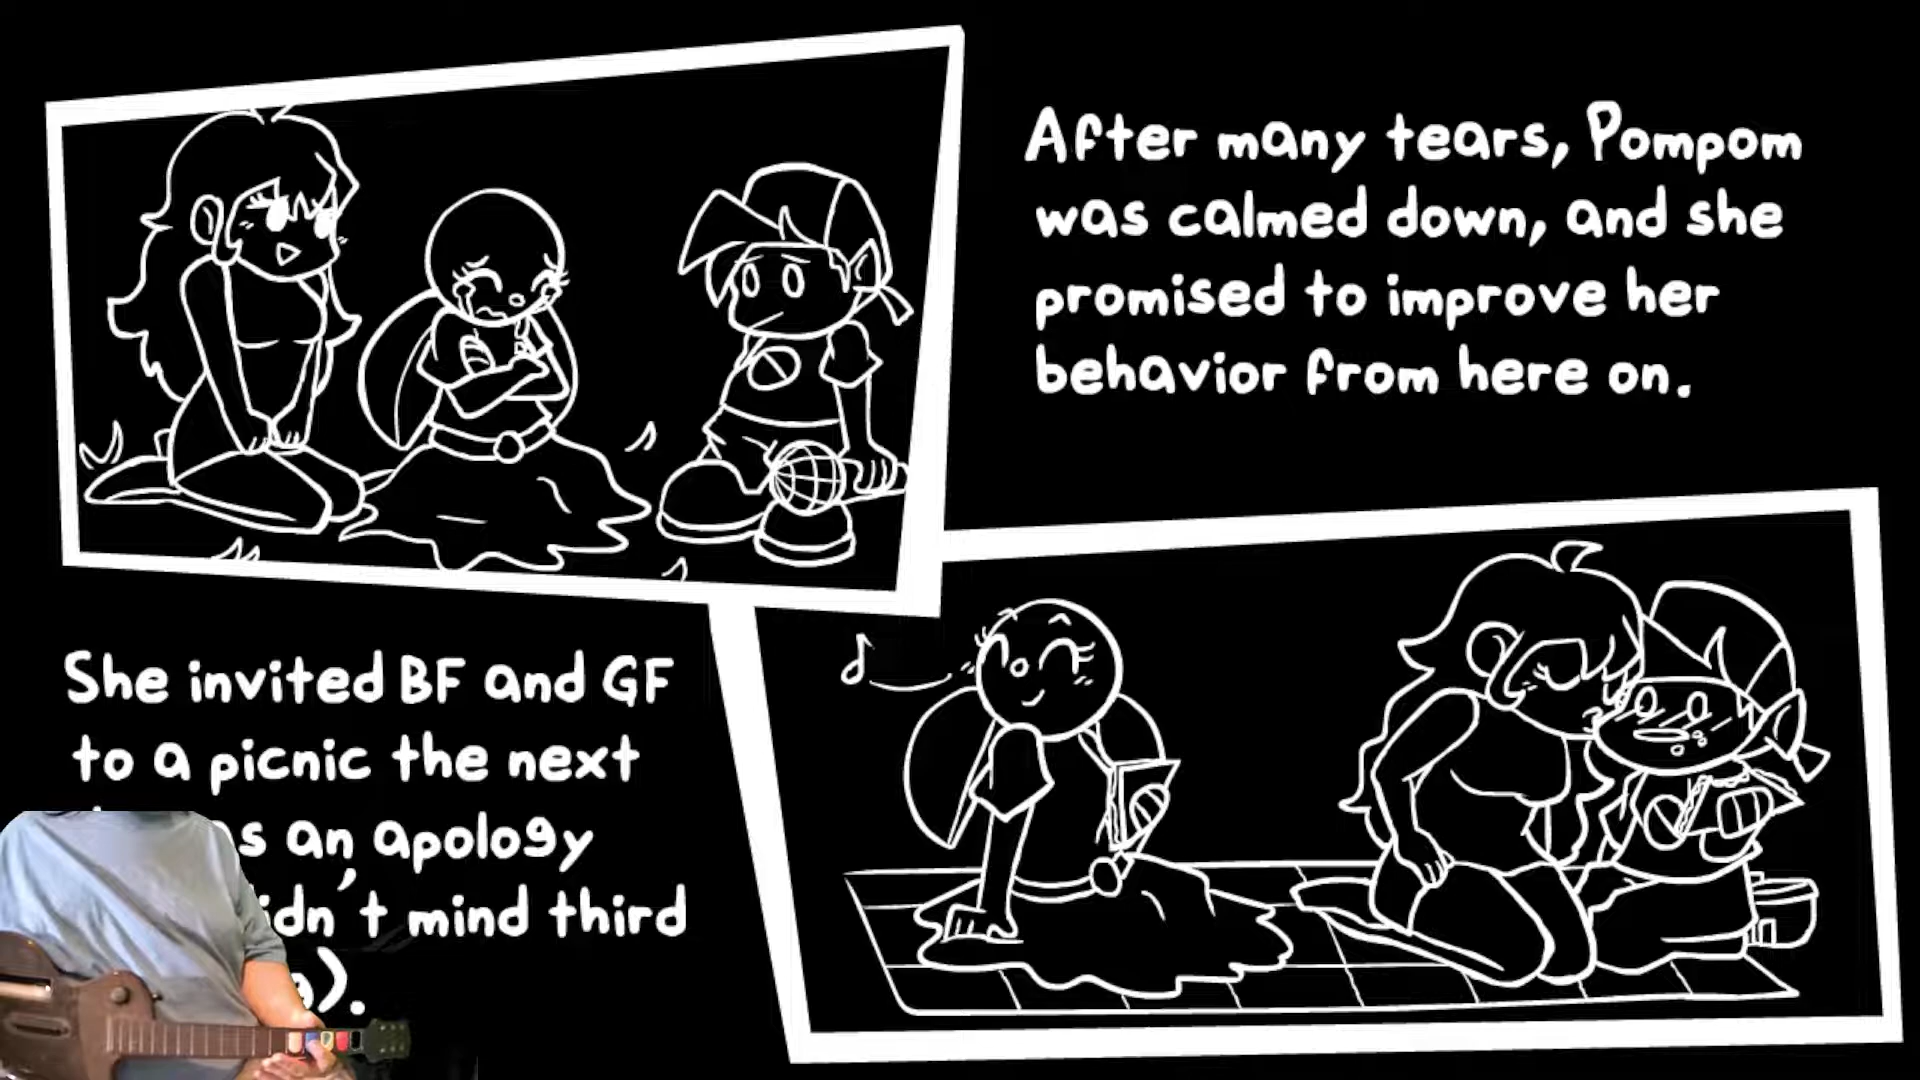 After many tears, Pompom
was calmed down, and she
promised to improve her
behavior from here on.
She invited BF and GF
to a picnic the next
as an apology
mind third